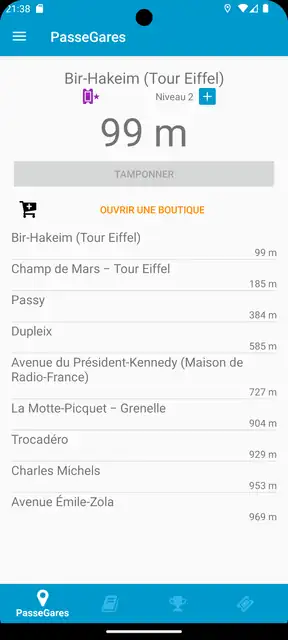 21:38
PasseGares
Bir-Hakeim (Tour Eiffel)
Niveau 2
99 m
TAMPONNER
OUVRIR UNE BOUTIQUE
Bir-Hakeim (Tour Eiffel)
99 m
Champ de Mars – Tour Eiffel
185 m
Passy
384 m
Dupleix
585 m
Avenue du Président-Kennedy (Maison de
Radio-France)
727 m
La Motte-Picquet – Grenelle
904 m
Trocadéro
929 m
Charles Michels
953 m
Avenue Émile-Zola
969 m
PasseGares